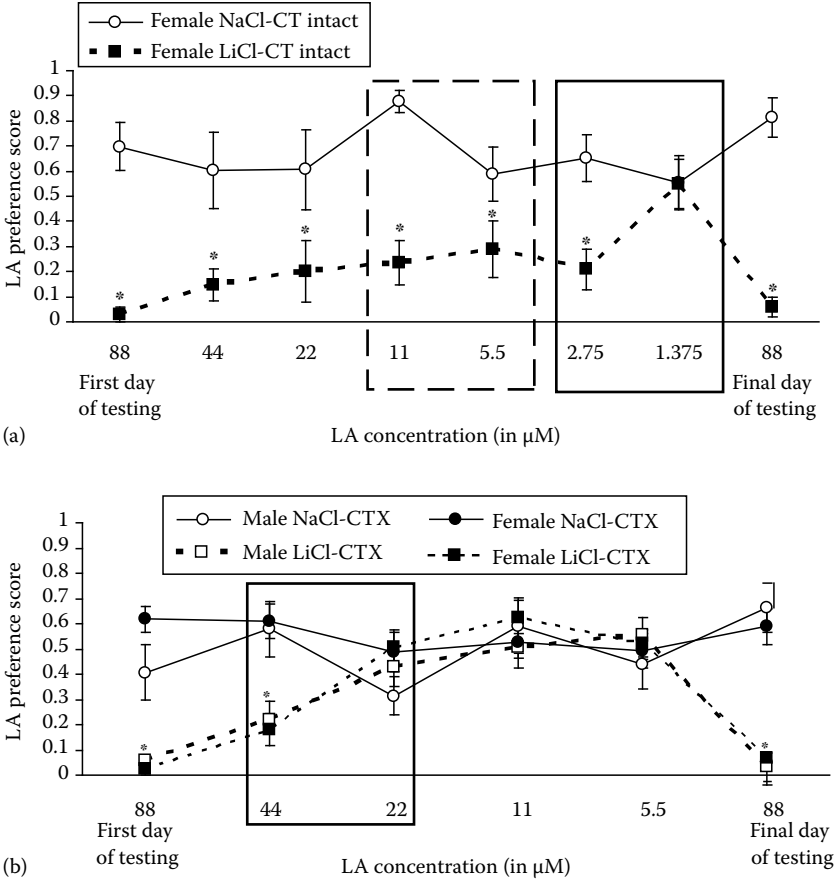 Female NaCl-CT intact
Female LiCl-CT intact
1
0.9
0.8
0.7
0.6
0.5
0.4
0.3
0.2
0.1
0
LA preference score
*
*
*
*
*
*
*
88
44
22
11
5.5
2.75
1.375
88
First day
of testing
Final day
of testing
(a)
LA concentration (in µM)
Male NaCl-CTX
Female NaCl-CTX
Male LiCl-CTX
Female LiCl-CTX
1
0.9
0.8
0.7
0.6
0.5
0.4
0.3
0.2
0.1
0
LA preference score
*
*
*
88
44
22
11
5.5
88
First day
of testing
Final day
of testing
(b)
LA concentration (in µM)